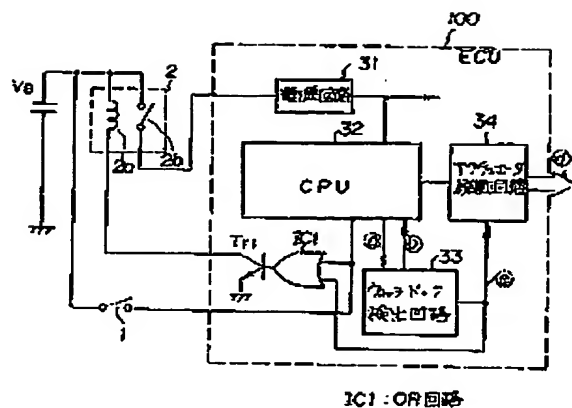 100
ECU
VB
2
31
電源回路
2a
2b
32
34
CPU
アクチュエータ
駆動回路
Tr1
IC1
33
ウォッチドッグ
検出回路
1
IC1:OR回路